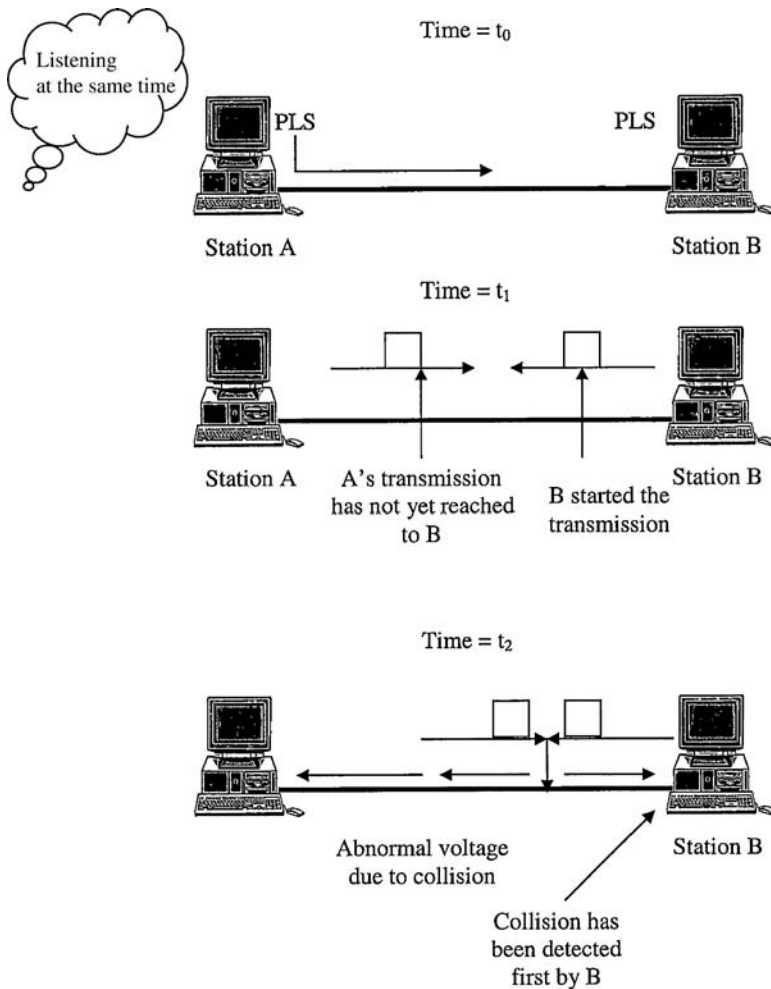 Time = t₀
Listening
at the same time
PLS
PLS
Station A
Station B
Time = t₁
Station A
A's transmission
has not yet reached
to B
B started the
transmission
Station B
Time = t₂
Abnormal voltage
due to collision
Station B
Collision has
been detected
first by B